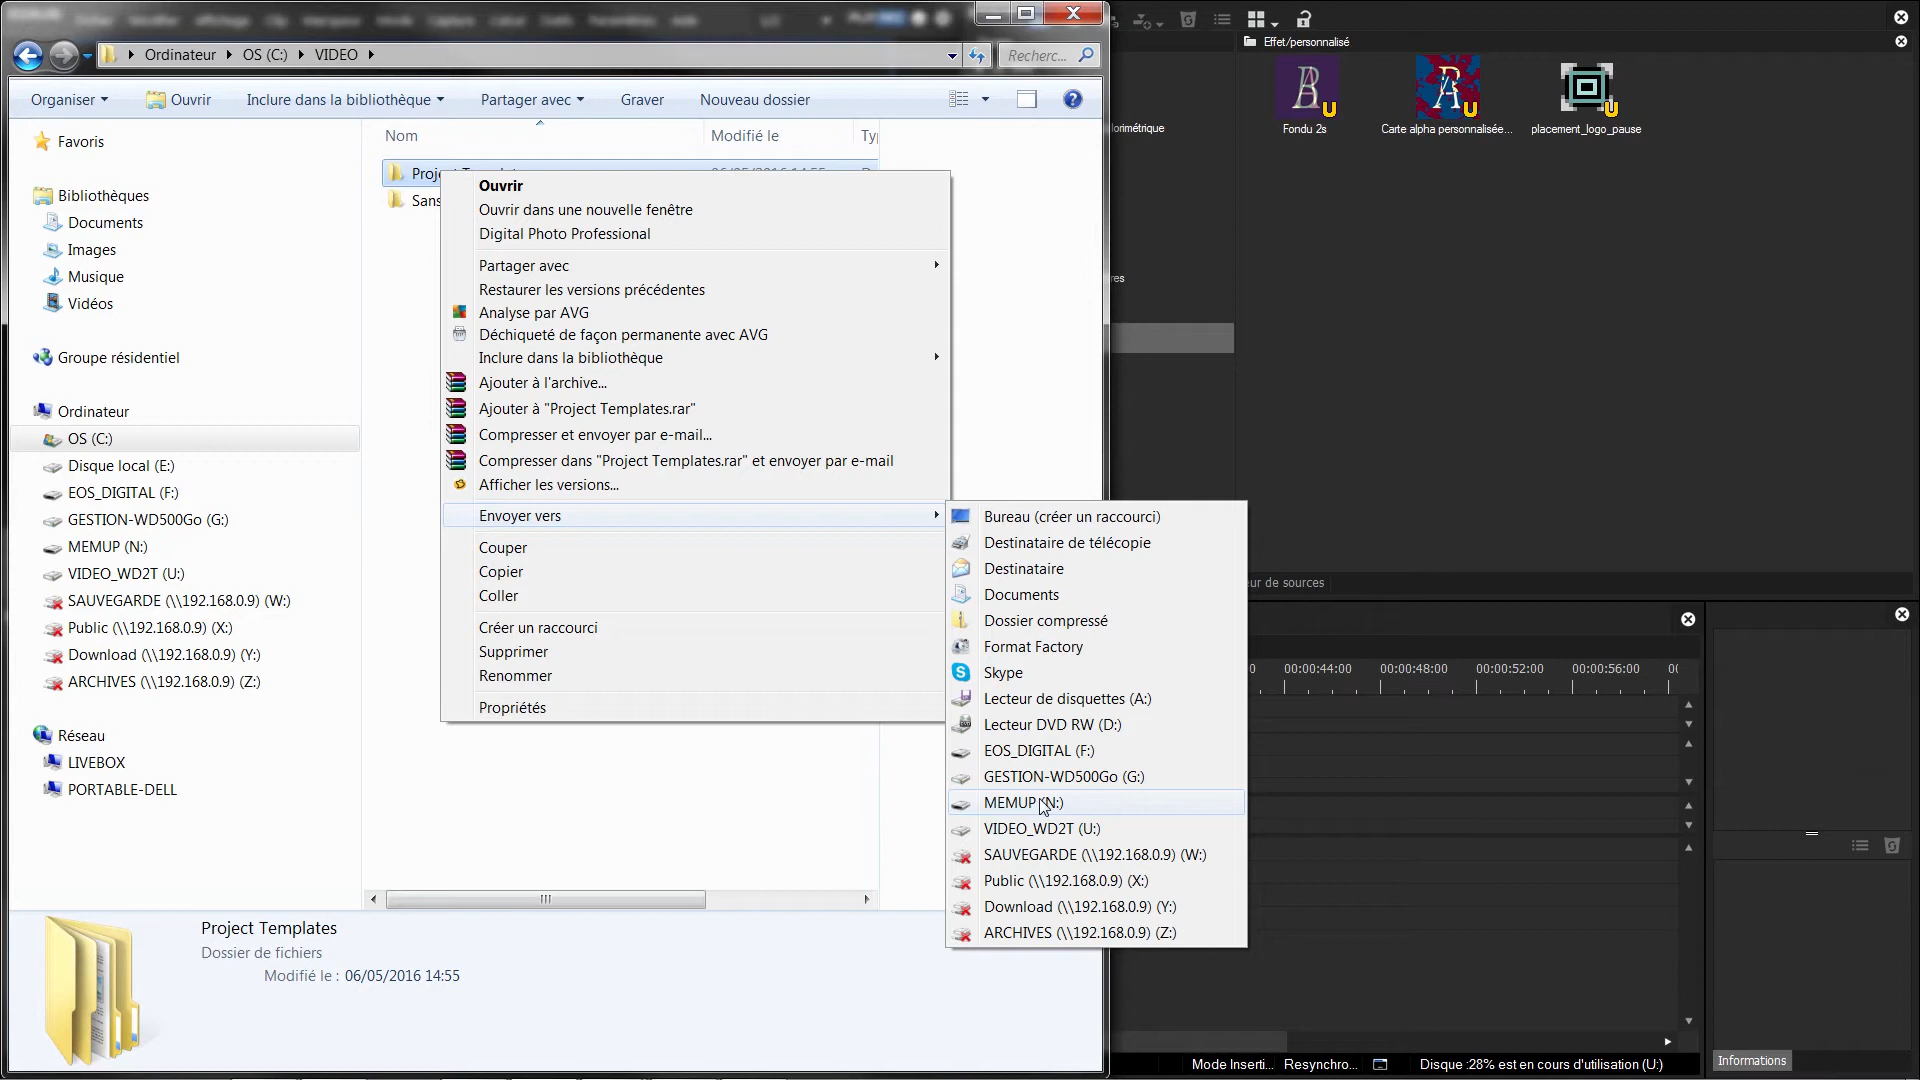 Ordinateur OS (C:) VIDEO
Recherc...
Organiser
Ouvrir
Inclure dans la bibliothèque
Partager avec
Graver
Nouveau dossier
Favoris
Bibliothèques
Documents
Images
Musique
Vidéos
Groupe résidentiel
Ordinateur
OS (C:)
Disque local (E:)
EOS_DIGITAL (F:)
GESTION-WD500Go (G:)
MEMUP (N:)
VIDEO_WD2T (U:)
SAUVEGARDE (\\192.168.0.9) (W:)
Public (\\192.168.0.9) (X:)
Download (\\192.168.0.9) (Y:)
ARCHIVES (\\192.168.0.9) (Z:)
Réseau
LIVEBOX
PORTABLE-DELL
Nom
Modifié le
Ty
Sans
Ouvrir
Ouvrir dans une nouvelle fenêtre
Digital Photo Professional
Partager avec
Restaurer les versions précédentes
Analyse par AVG
Déchiqueté de façon permanente avec AVG
Inclure dans la bibliothèque
Ajouter à l'archive...
Ajouter à "Project Templates.rar"
Compresser et envoyer par e-mail...
Compresser dans "Project Templates.rar" et envoyer par e-mail
Afficher les versions...
Envoyer vers
Couper
Copier
Coller
Créer un raccourci
Supprimer
Renommer
Propriétés
Bureau (créer un raccourci)
Destinataire de télécopie
Destinataire
Documents
Dossier compressé
Format Factory
Skype
Lecteur de disquettes (A:)
Lecteur DVD RW (D:)
EOS_DIGITAL (F:)
GESTION-WD500Go (G:)
MEMUP (N:)
VIDEO_WD2T (U:)
SAUVEGARDE (\\192.168.0.9) (W:)
Public (\\192.168.0.9) (X:)
Download (\\192.168.0.9) (Y:)
ARCHIVES (\\192.168.0.9) (Z:)
Project Templates
Dossier de fichiers
Modifié le : 06/05/2016 14:55
Effet/personnalisé
Fondu 2s
Carte alpha personnalisée...
placement_logo_pause
lorimétrique
res
eur de sources
00:00:44:00 00:00:48:00 00:00:52:00 00:00:56:00
Mode Inserti... Resynchro... Disque :28% est en cours d'utilisation (U:)
Informations